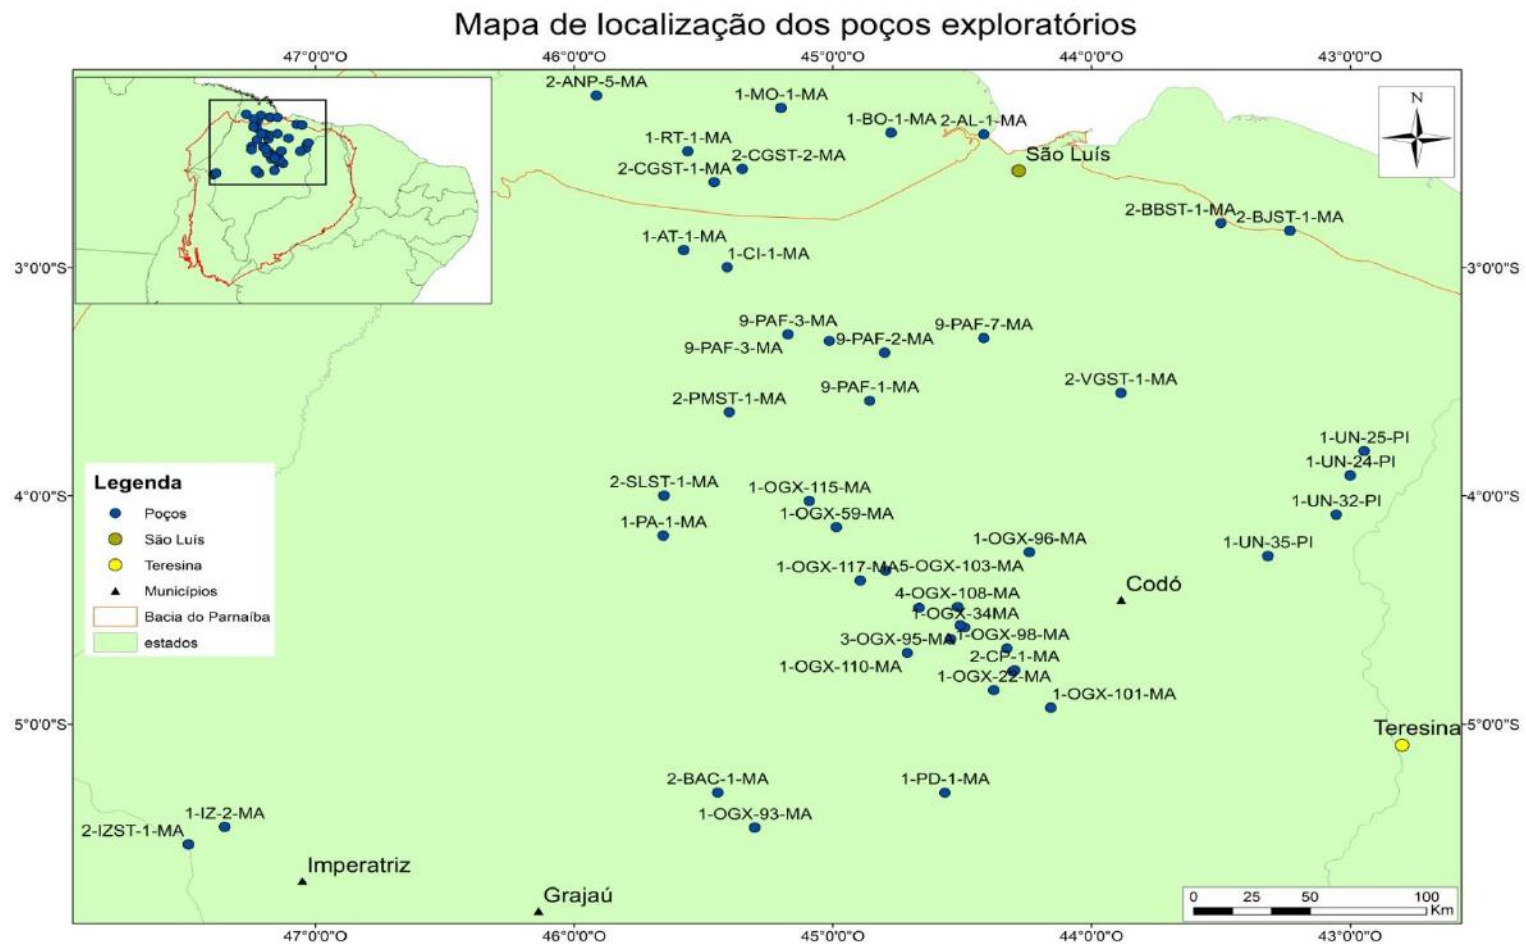 Mapa de localização dos poços exploratórios
47°0'0"O
46°0'0"O
45°0'0"O
44°0'0"O
43°0'0"O
2-ANP-5-MA
1-MO-1-MA
1-BO-1-MA
2-AL-1-MA
N
1-RT-1-MA
2-CGST-2-MA
São Luís
2-CGST-1-MA
2-BBST-1-MA
2-BJST-1-MA
1-AT-1-MA
1-CI-1-MA
3°0'0"S
3°0'0"S
9-PAF-3-MA
9-PAF-7-MA
9-PAF-3-MA
9-PAF-2-MA
9-PAF-1-MA
2-VGST-1-MA
2-PMST-1-MA
1-UN-25-PI
1-UN-24-PI
2-SLST-1-MA
1-OGX-115-MA
4°0'0"S
4°0'0"S
1-UN-32-PI
1-PA-1-MA
1-OGX-59-MA
1-OGX-96-MA
1-UN-35-PI
1-OGX-117-MA
5-OGX-103-MA
Codó
4-OGX-108-MA
1-OGX-34MA
3-OGX-95-MA
1-OGX-98-MA
1-OGX-110-MA
2-CP-1-MA
1-OGX-22-MA
1-OGX-101-MA
5°0'0"S
5°0'0"S
Teresina
2-BAC-1-MA
1-PD-1-MA
1-OGX-93-MA
1-IZ-2-MA
2-IZST-1-MA
Imperatriz
Grajaú
Legenda
Poços
São Luís
Teresina
Municípios
Bacia do Parnaíba
estados
0 25 50 100
Km
47°0'0"O
46°0'0"O
45°0'0"O
44°0'0"O
43°0'0"O